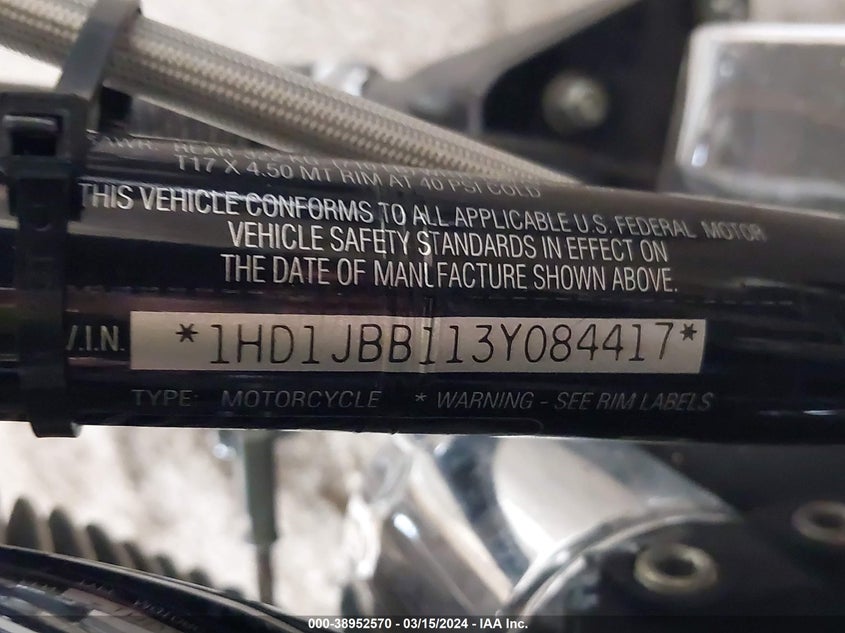 REAR
T17 X 4.50 MT RIM AT 40 PSI COLD
THIS VEHICLE CONFORMS TO ALL APPLICABLE U.S. FEDERAL MOTOR
VEHICLE SAFETY STANDARDS IN EFFECT ON
THE DATE OF MANUFACTURE SHOWN ABOVE.
V.I.N. *1HD1JBB113Y084417*
TYPE: MOTORCYCLE * WARNING - SEE RIM LABELS
000-38952570 - 03/15/2024 - IAA Inc.